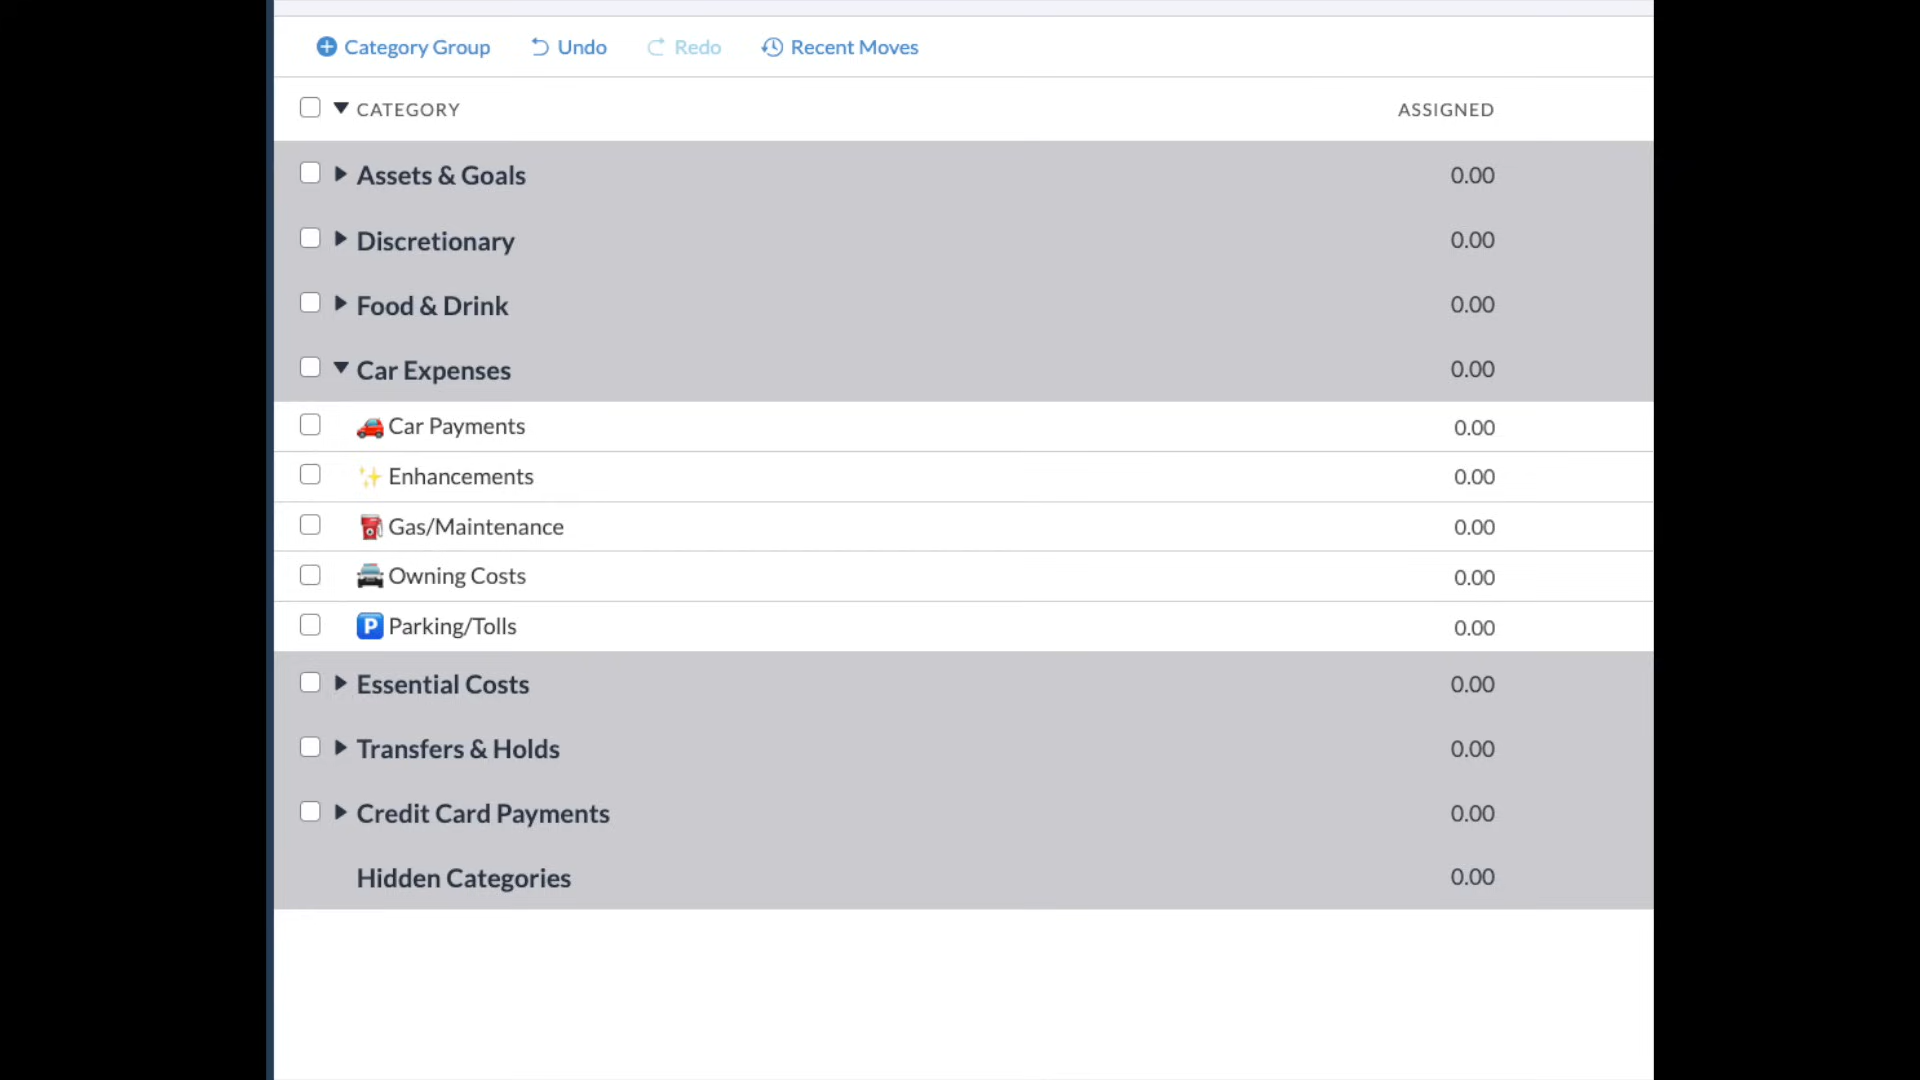 Category Group Undo Redo Recent Moves
CATEGORY ASSIGNED
Assets & Goals 0.00
Discretionary 0.00
Food & Drink 0.00
Car Expenses 0.00
Car Payments 0.00
Enhancements 0.00
Gas/Maintenance 0.00
Owning Costs 0.00
P Parking/Tolls 0.00
Essential Costs 0.00
Transfers & Holds 0.00
Credit Card Payments 0.00
Hidden Categories 0.00